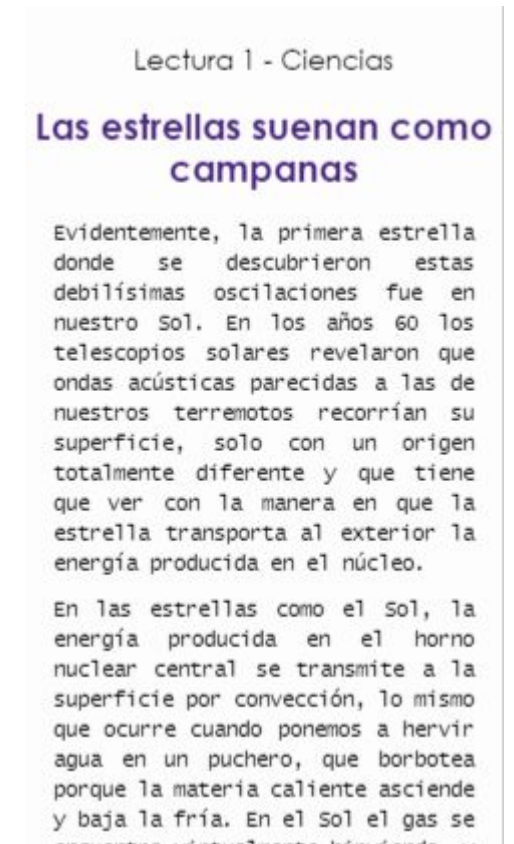 Lectura 1 - Ciencias
Las estrellas suenan como
campanas
Evidentemente, la primera estrella
donde se descubrieron estas
debilísimas oscilaciones fue en
nuestro Sol. En los años 60 los
telescopios solares revelaron que
ondas acústicas parecidas a las de
nuestros terremotos recorrían su
superficie, solo con un origen
totalmente diferente y que tiene
que ver con la manera en que la
estrella transporta al exterior la
energía producida en el núcleo.
En las estrellas como el Sol, la
energía producida en el horno
nuclear central se transmite a la
superficie por convección, lo mismo
que ocurre cuando ponemos a hervir
agua en un puchero, que borbotea
porque la materia caliente asciende
y baja la fría. En el Sol el gas se